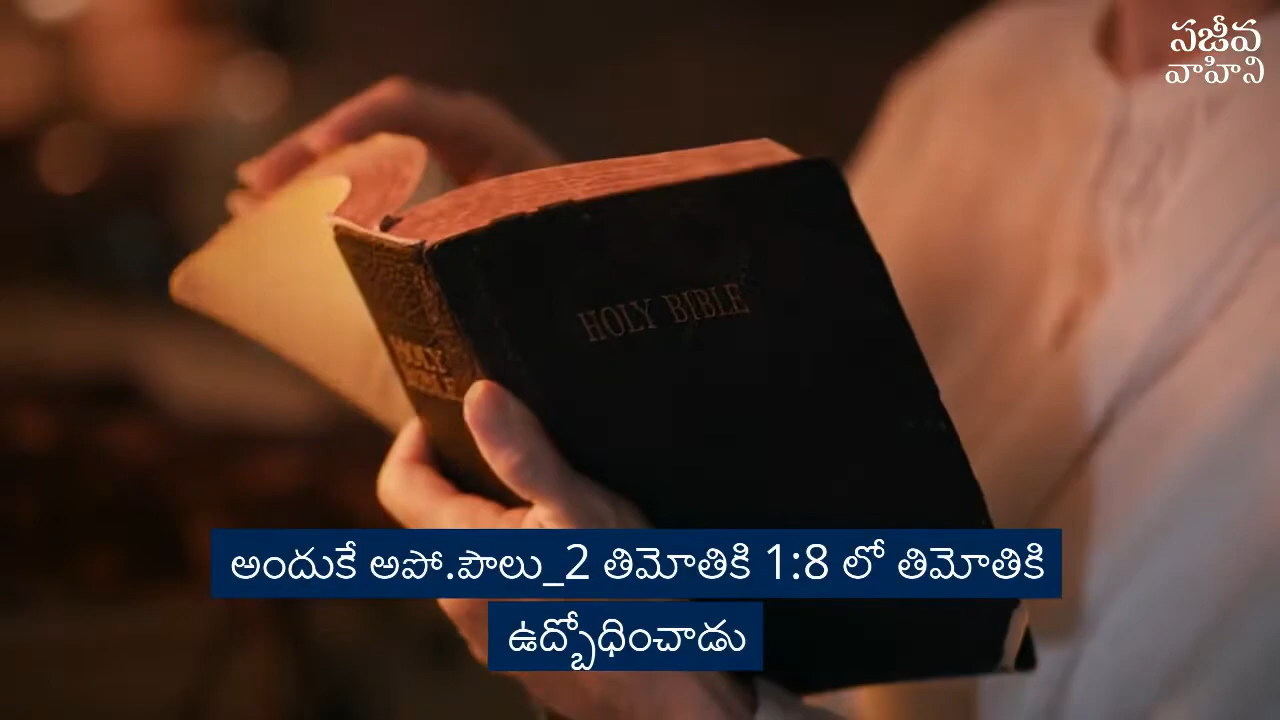 సజీవ
వాహిని
HOLY BIBLE
HOLY
BIBLE
అందుకే అపో.పౌలు_2 తిమోతికి 1:8 లో తిమోతికి
ఉద్బోధించాడు